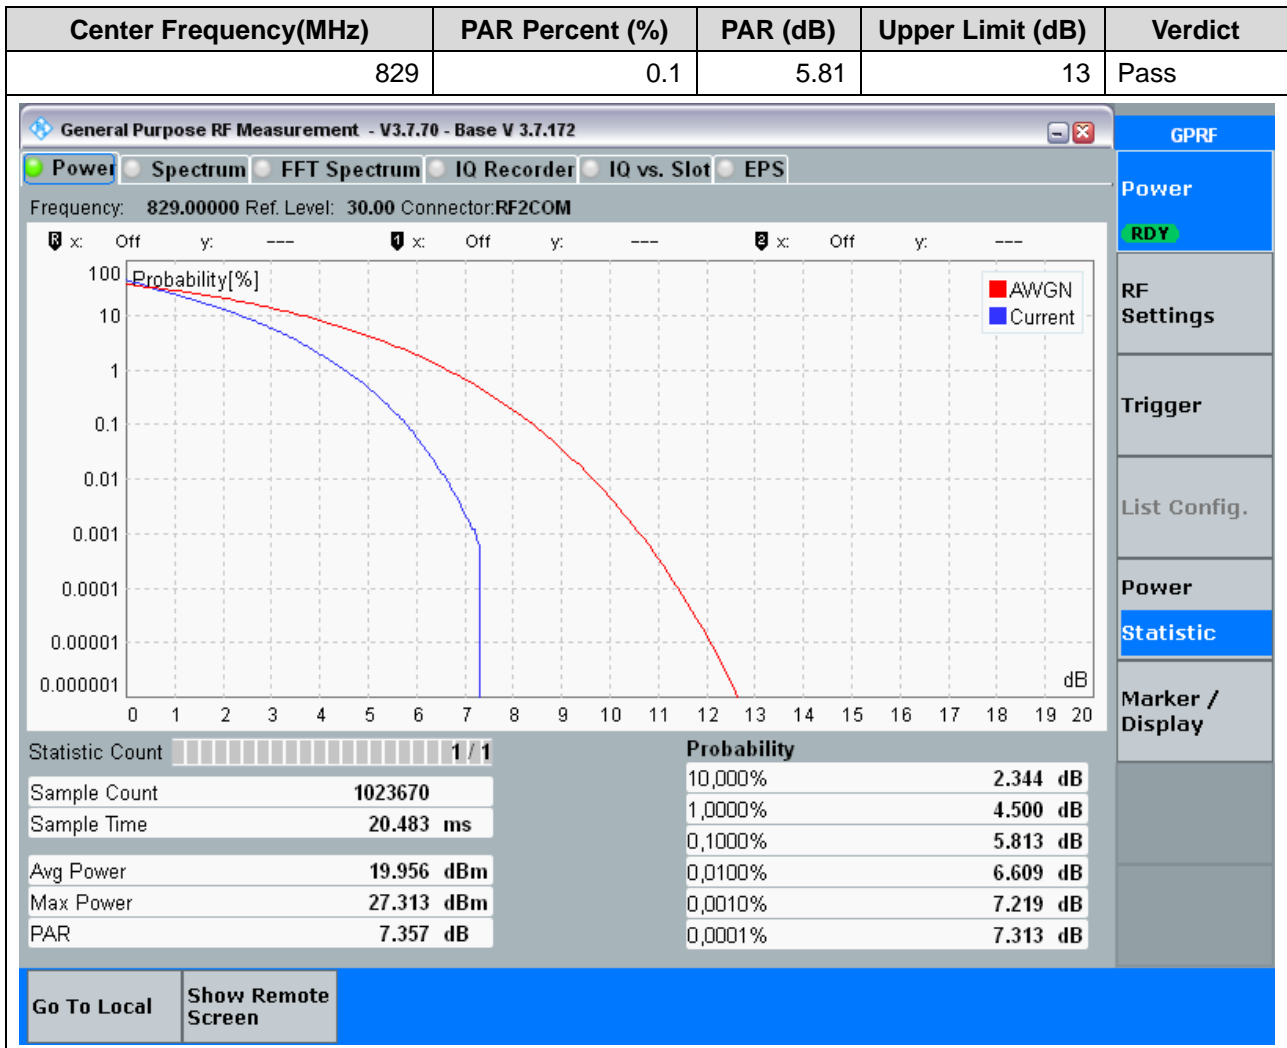 Center Frequency(MHz) PAR Percent (%) PAR (dB) Upper Limit (dB) Verdict
829 0.1 5.81 13 Pass
General Purpose RF Measurement - V3.7.70 - Base V 3.7.172
GPRF
Power Spectrum FFT Spectrum IQ Recorder IQ vs. Slot EPS
Power
RDY
Frequency: 829.00000 Ref. Level: 30.00 Connector:RF2COM
R x: Off y: --- 1 x: Off y: --- 2 x: Off y: ---
Probability[%]
AWGN
Current
100
10
1
0.1
0.01
0.001
0.0001
0.00001
0.000001
dB
0 1 2 3 4 5 6 7 8 9 10 11 12 13 14 15 16 17 18 19 20
RF
Settings
Trigger
List Config.
Power
Statistic
Marker /
Display
Statistic Count 1 / 1
Sample Count 1023670
Sample Time 20.483 ms
Avg Power 19.956 dBm
Max Power 27.313 dBm
PAR 7.357 dB
Probability
10,000% 2.344 dB
1,0000% 4.500 dB
0,1000% 5.813 dB
0,0100% 6.609 dB
0,0010% 7.219 dB
0,0001% 7.313 dB
Go To Local
Show Remote
Screen